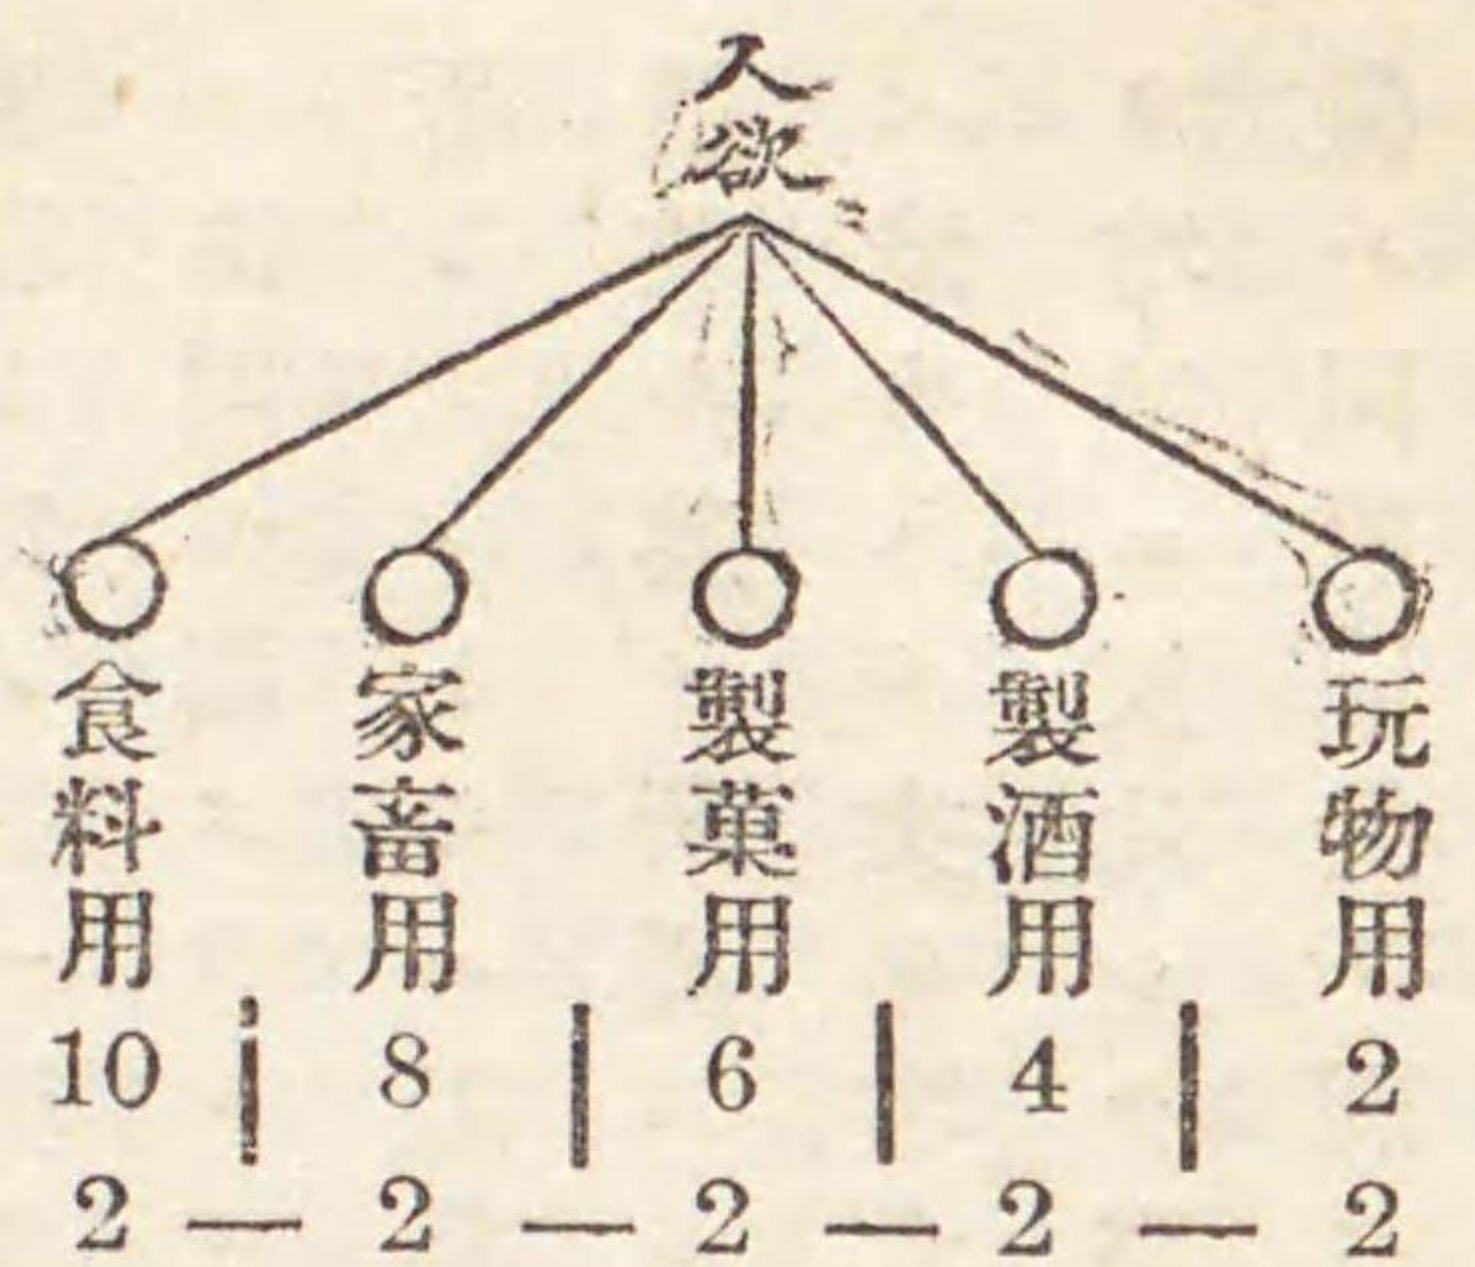 人欲
食料用
家畜用
製菓用
製酒用
玩物用
10 | 8 | 6 | 4 | 2
2 — 2 — 2 — 2 — 2